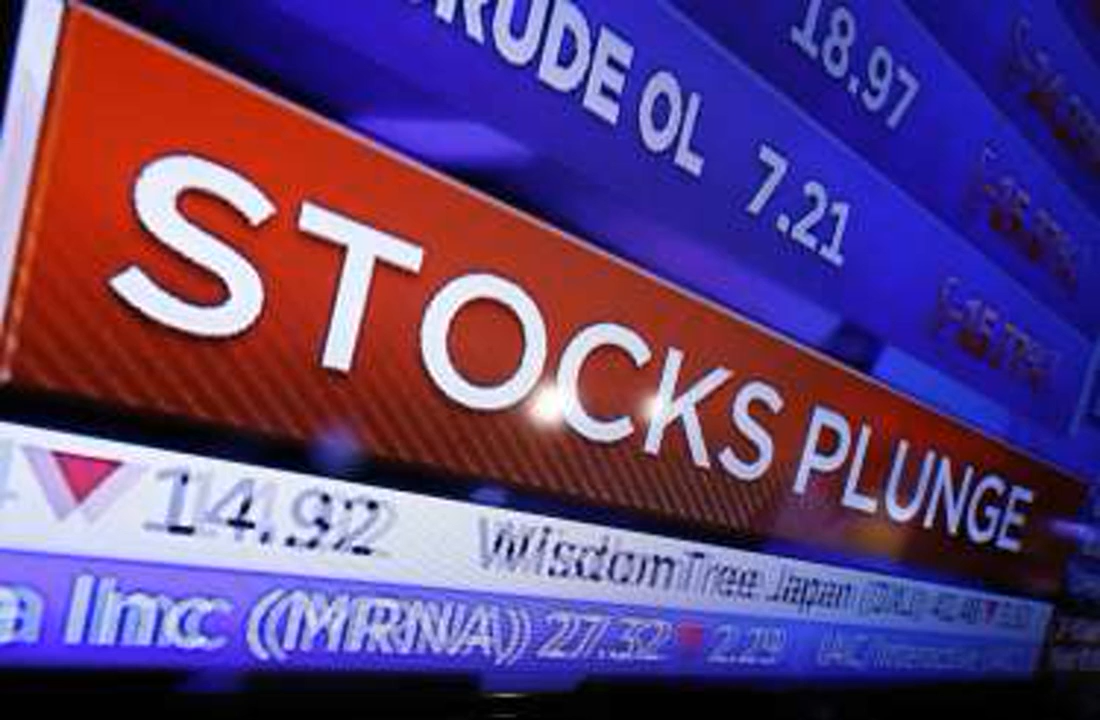 18.97
RUDE OL 7.21
STOCKS PLUNGE
14.92 WisdomTree Japan
a Inc (MRNA) 27.32 2.29